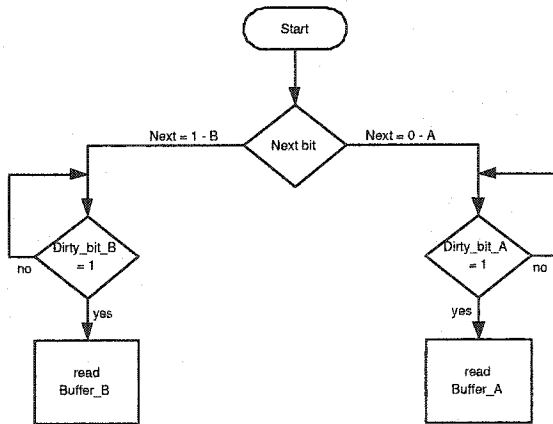 Start
Next = 1 - B
Next bit
Next = 0 - A
Dirty_bit_B
= 1
no
yes
read
Buffer_B
Dirty_bit_A
= 1
no
yes
read
Buffer_A